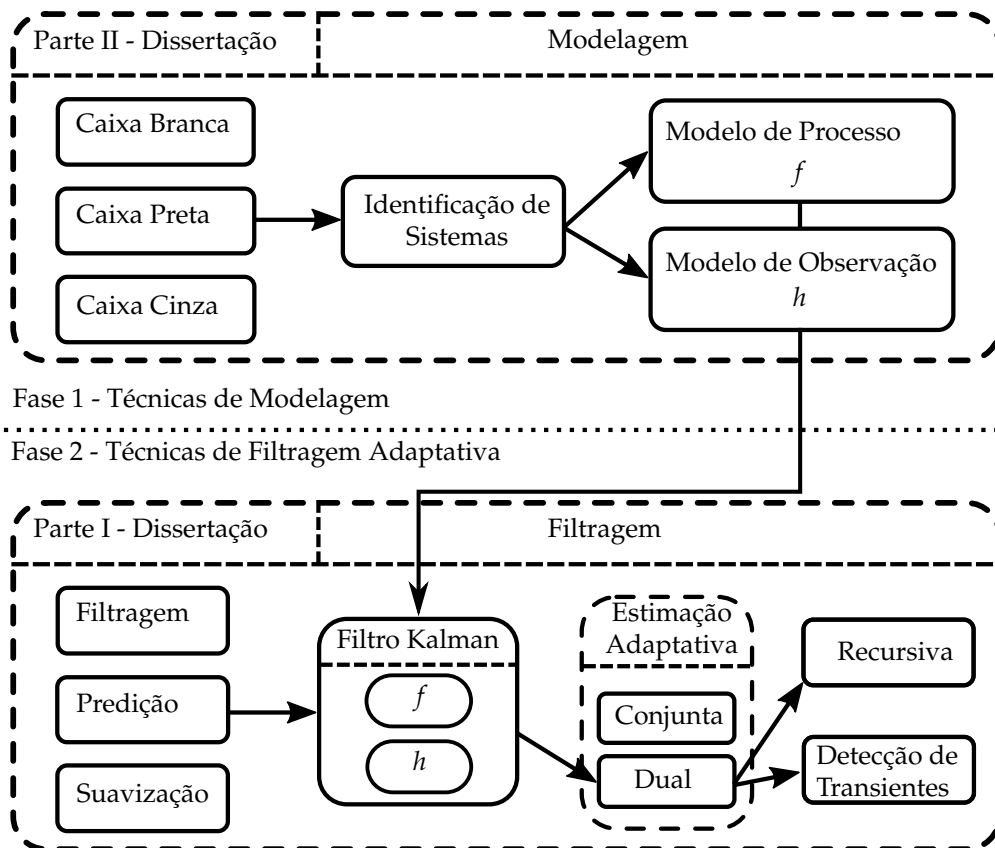 Parte II - Dissertação
Modelagem
Caixa Branca
Caixa Preta
Caixa Cinza
Identificação de
Sistemas
Modelo de Processo
f
Modelo de Observação
h
Fase 1 - Técnicas de Modelagem
Fase 2 - Técnicas de Filtragem Adaptativa
Parte I - Dissertação
Filtragem
Filtragem
Predição
Suavização
Filtro Kalman
f
h
Estimação
Adaptativa
Conjunta
Dual
Recursiva
Detecção de
Transientes